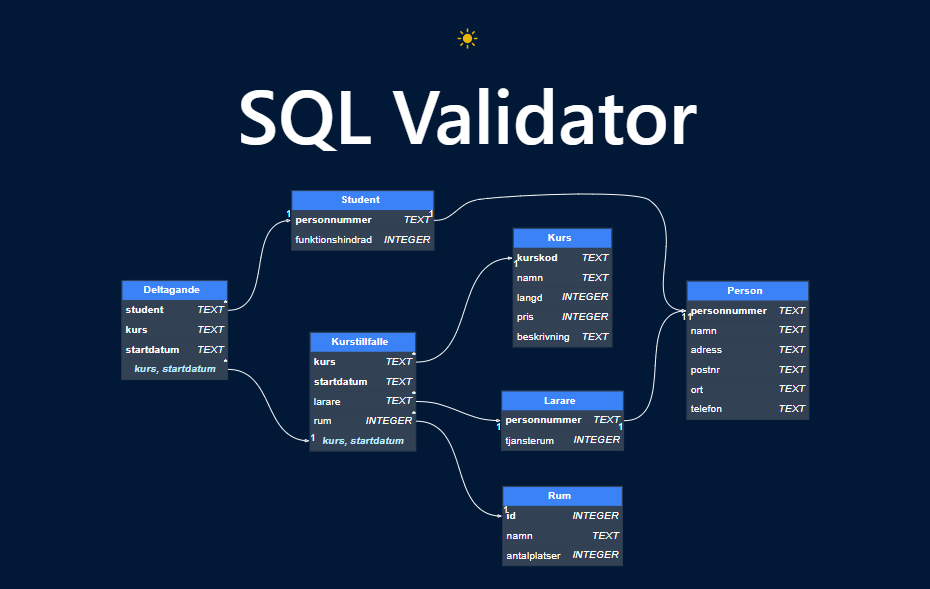 SQL Validator
Student
1
personnummer TEXT
1
funktionshindrad INTEGER
Kurs
kurskod TEXT
1
namn TEXT
langd INTEGER
pris INTEGER
beskrivning TEXT
Deltagande
*
student TEXT
kurs TEXT
startdatum TEXT
*
kurs, startdatum
Person
personnummer TEXT
1 1
namn TEXT
adress TEXT
postnr TEXT
ort TEXT
telefon TEXT
Kurstillfalle
*
kurs TEXT
startdatum TEXT
*
larare TEXT
*
rum INTEGER
1
kurs, startdatum
Larare
personnummer TEXT
1 1
tjansterum INTEGER
Rum
1
id INTEGER
namn TEXT
antalplatser INTEGER